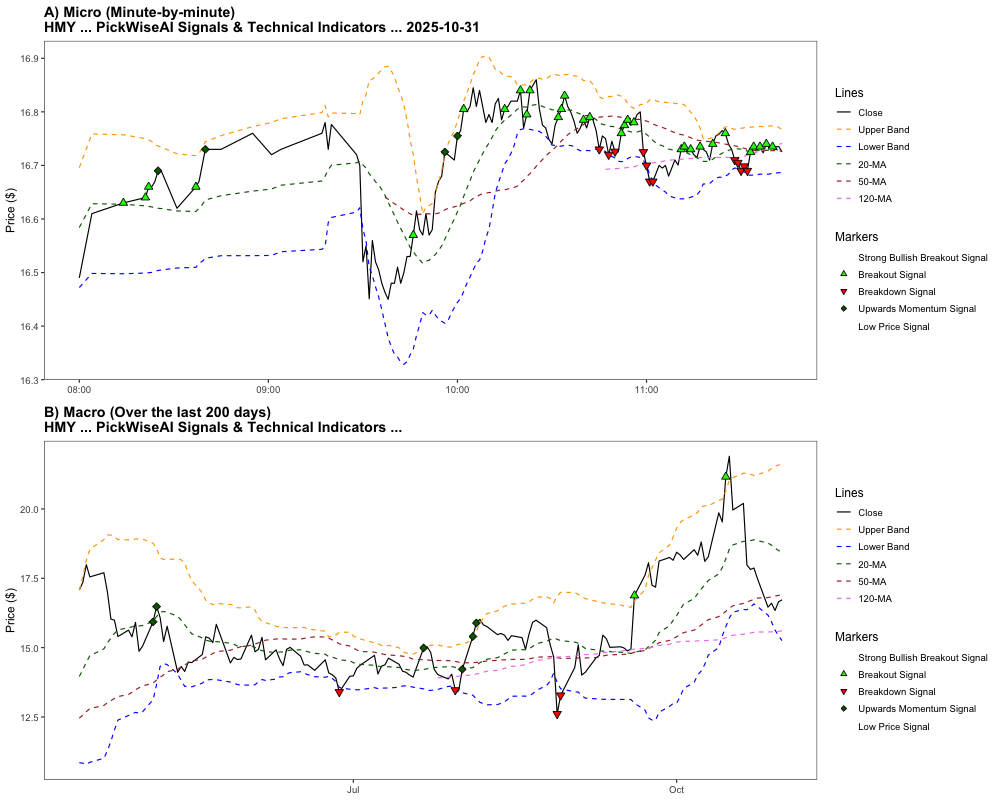 A) Micro (Minute-by-minute)
HMY ... PickWiseAI Signals & Technical Indicators ... 2025-10-31
Price ($)
16.9
16.8
16.7
16.6
16.5
16.4
16.3
08:00
09:00
10:00
11:00
Lines
Close
Upper Band
Lower Band
20-MA
50-MA
120-MA
Markers
Strong Bullish Breakout Signal
Breakout Signal
Breakdown Signal
Upwards Momentum Signal
Low Price Signal
B) Macro (Over the last 200 days)
HMY ... PickWiseAI Signals & Technical Indicators ...
Price ($)
20.0
17.5
15.0
12.5
Jul
Oct
Lines
Close
Upper Band
Lower Band
20-MA
50-MA
120-MA
Markers
Strong Bullish Breakout Signal
Breakout Signal
Breakdown Signal
Upwards Momentum Signal
Low Price Signal